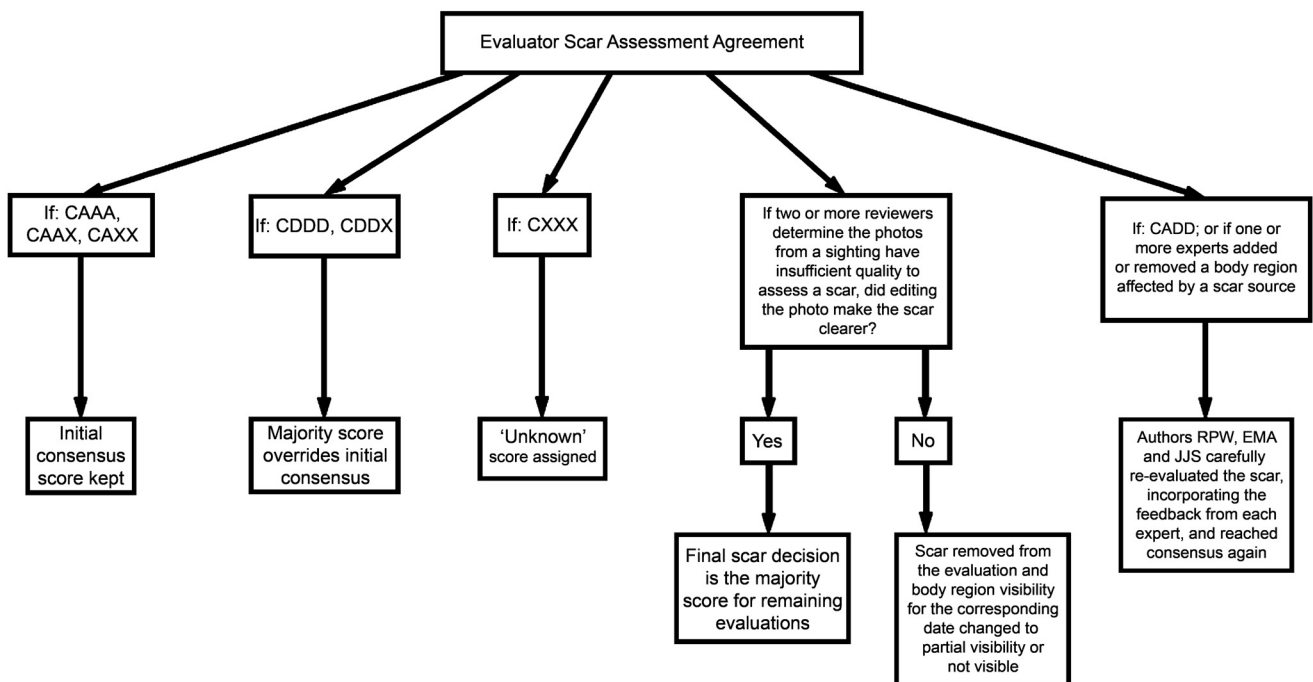 Evaluator Scar Assessment Agreement
If: CAAA,
CAAX, CAXX
If: CDDD, CDDX
If: CXXX
If two or more reviewers
determine the photos
from a sighting have
insufficient quality to
assess a scar, did editing
the photo make the scar
clearer?
If: CADD; or if one or
more experts added
or removed a body region
affected by a scar source
Initial
consensus
score kept
Majority score
overrides initial
consensus
‘Unknown’
score assigned
Yes
No
Authors RPW, EMA
and JJS carefully
re-evaluated the scar,
incorporating the
feedback from each
expert, and reached
consensus again
Final scar decision
is the majority
score for remaining
evaluations
Scar removed from
the evaluation and
body region visibility
for the corresponding
date changed to
partial visibility or
not visible